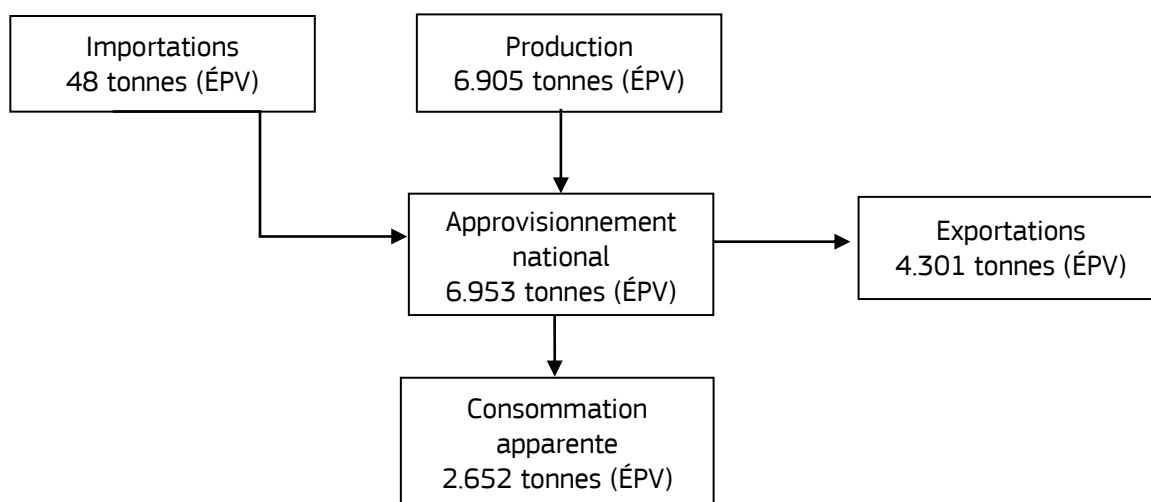 Importations
48 tonnes (ÉPV)
Production
6.905 tonnes (ÉPV)
Approvisionnement
national
6.953 tonnes (ÉPV)
Exportations
4.301 tonnes (ÉPV)
Consommation
apparente
2.652 tonnes (ÉPV)